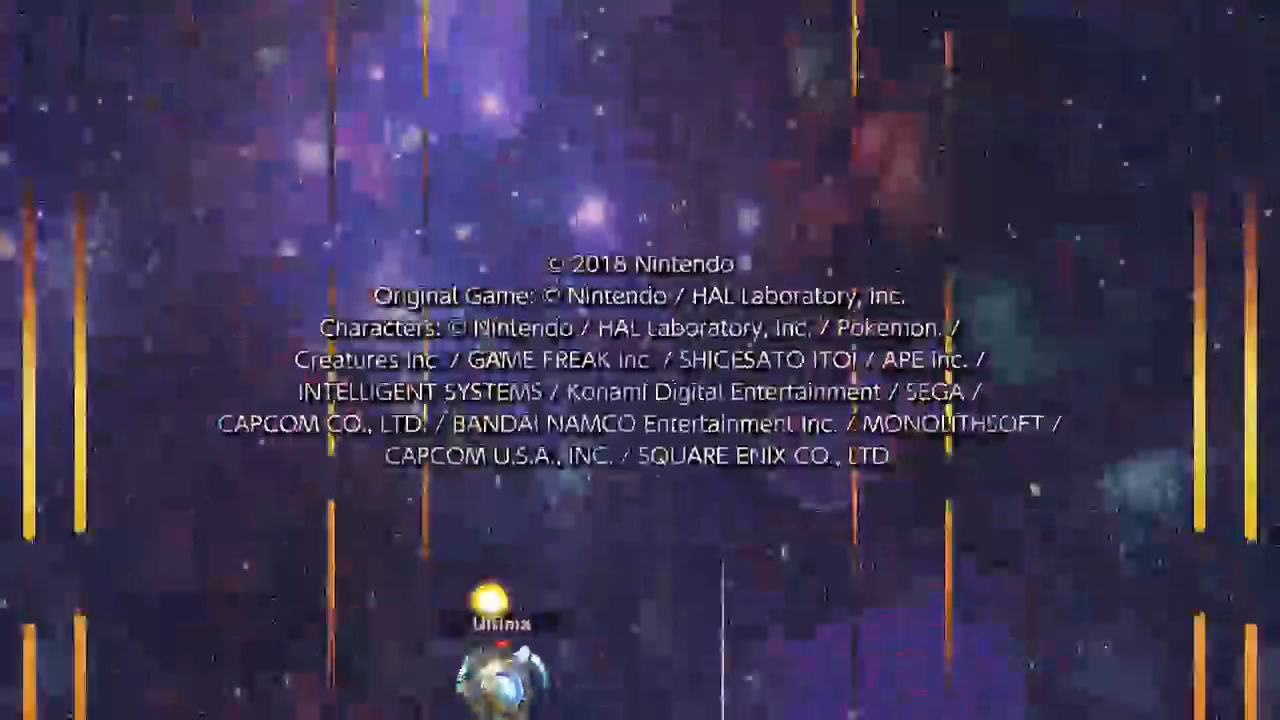 © 2018 Nintendo
Original Game: © Nintendo / HAL Laboratory, Inc.
Characters: © Nintendo / HAL Laboratory, Inc. / Pokémon. /
Creatures Inc. / GAME FREAK inc. / SHIGESATO ITOI / APE inc. /
INTELLIGENT SYSTEMS / Konami Digital Entertainment / SEGA /
CAPCOM CO., LTD. / BANDAI NAMCO Entertainment Inc. / MONOLITHSOFT /
CAPCOM U.S.A., INC. / SQUARE ENIX CO., LTD.